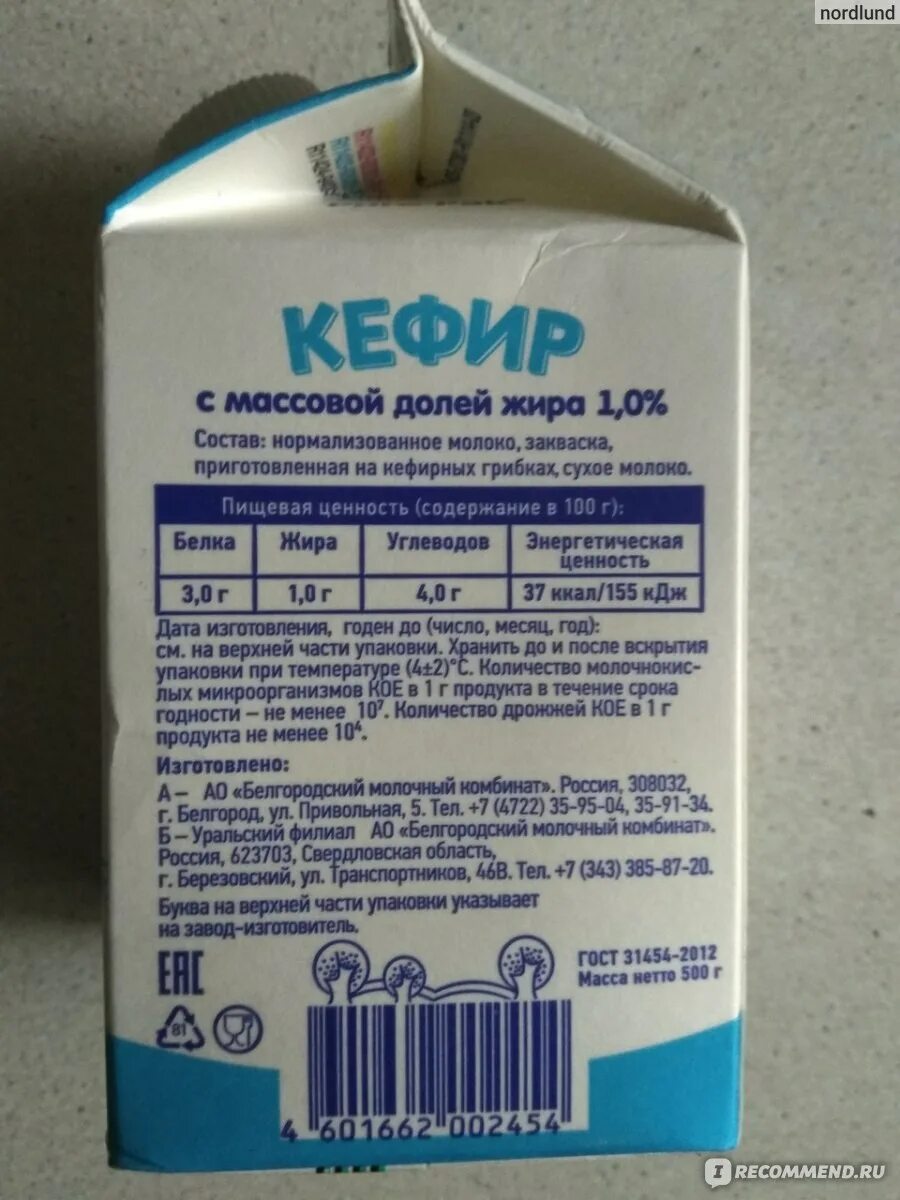 nordlund
КЕФИР
с массовой долей жира 1,0%
Состав: нормализованное молоко, закваска,
приготовленная на кефирных грибках, сухое молоко.
Пищевая ценность (содержание в 100 г):
Белка Жира Углеводов Энергетическая ценность
3,0 г 1,0 г 4,0 г 37 ккал/155 кДж
Дата изготовления, годен до (число, месяц, год):
см. на верхней части упаковки. Хранить до и после вскрытия
упаковки при температуре (4±2)°С. Количество молочнокис-
лых микроорганизмов КОЕ в 1 г продукта в течение срока
годности – не менее 10⁷. Количество дрожжей КОЕ в 1 г
продукта не менее 10⁴.
Изготовлено:
А – АО «Белгородский молочный комбинат». Россия, 308032,
г. Белгород, ул. Привольная, 5. Тел. +7 (4722) 35-95-04, 35-91-34.
Б – Уральский филиал АО «Белгородский молочный комбинат».
Россия, 623703, Свердловская область,
г. Березовский, ул. Транспортников, 46В. Тел. +7 (343) 385-87-20.
Буква на верхней части упаковки указывает
на завод-изготовитель.
ЕАС
ГОСТ 31454-2012
Масса нетто 500 г
81
4 601662 002454
IRECOMMEND.RU